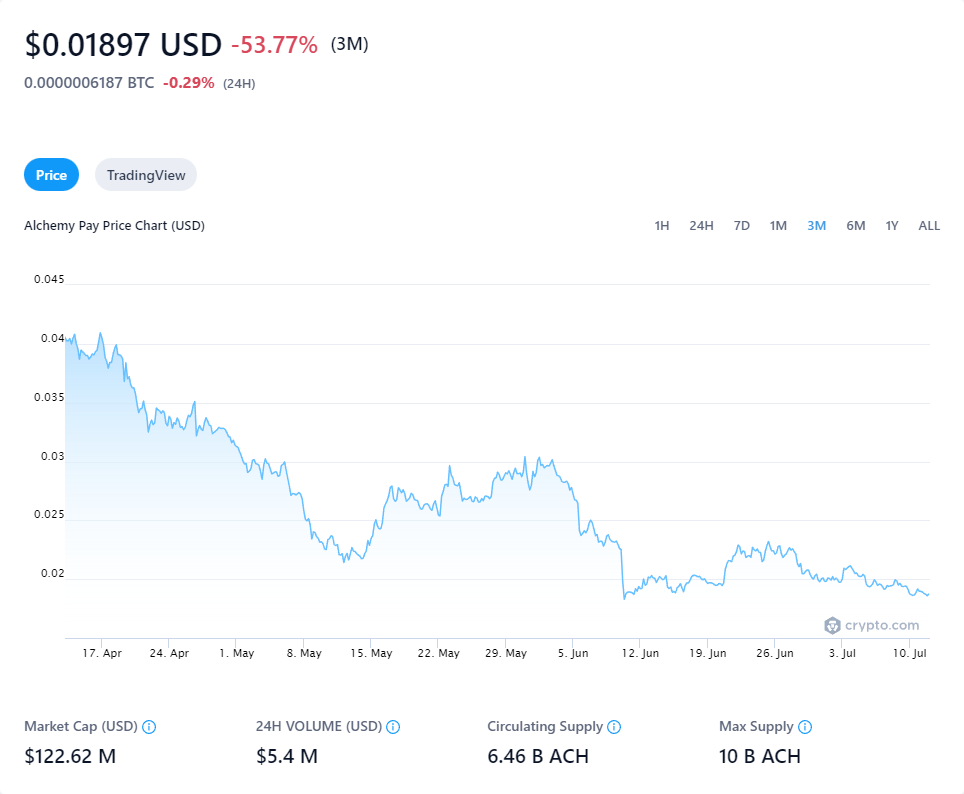 $0.01897 USD -53.77% (3M)
0.0000006187 BTC -0.29% (24H)
Price TradingView
Alchemy Pay Price Chart (USD) 1H 24H 7D 1M 3M 6M 1Y ALL
0.045
0.04
0.035
0.03
0.025
0.02
crypto.com
17. Apr 24. Apr 1. May 8. May 15. May 22. May 29. May 5. Jun 12. Jun 19. Jun 26. Jun 3. Jul 10. Jul
Market Cap (USD) 24H VOLUME (USD) Circulating Supply Max Supply
$122.62 M $5.4 M 6.46 B ACH 10 B ACH